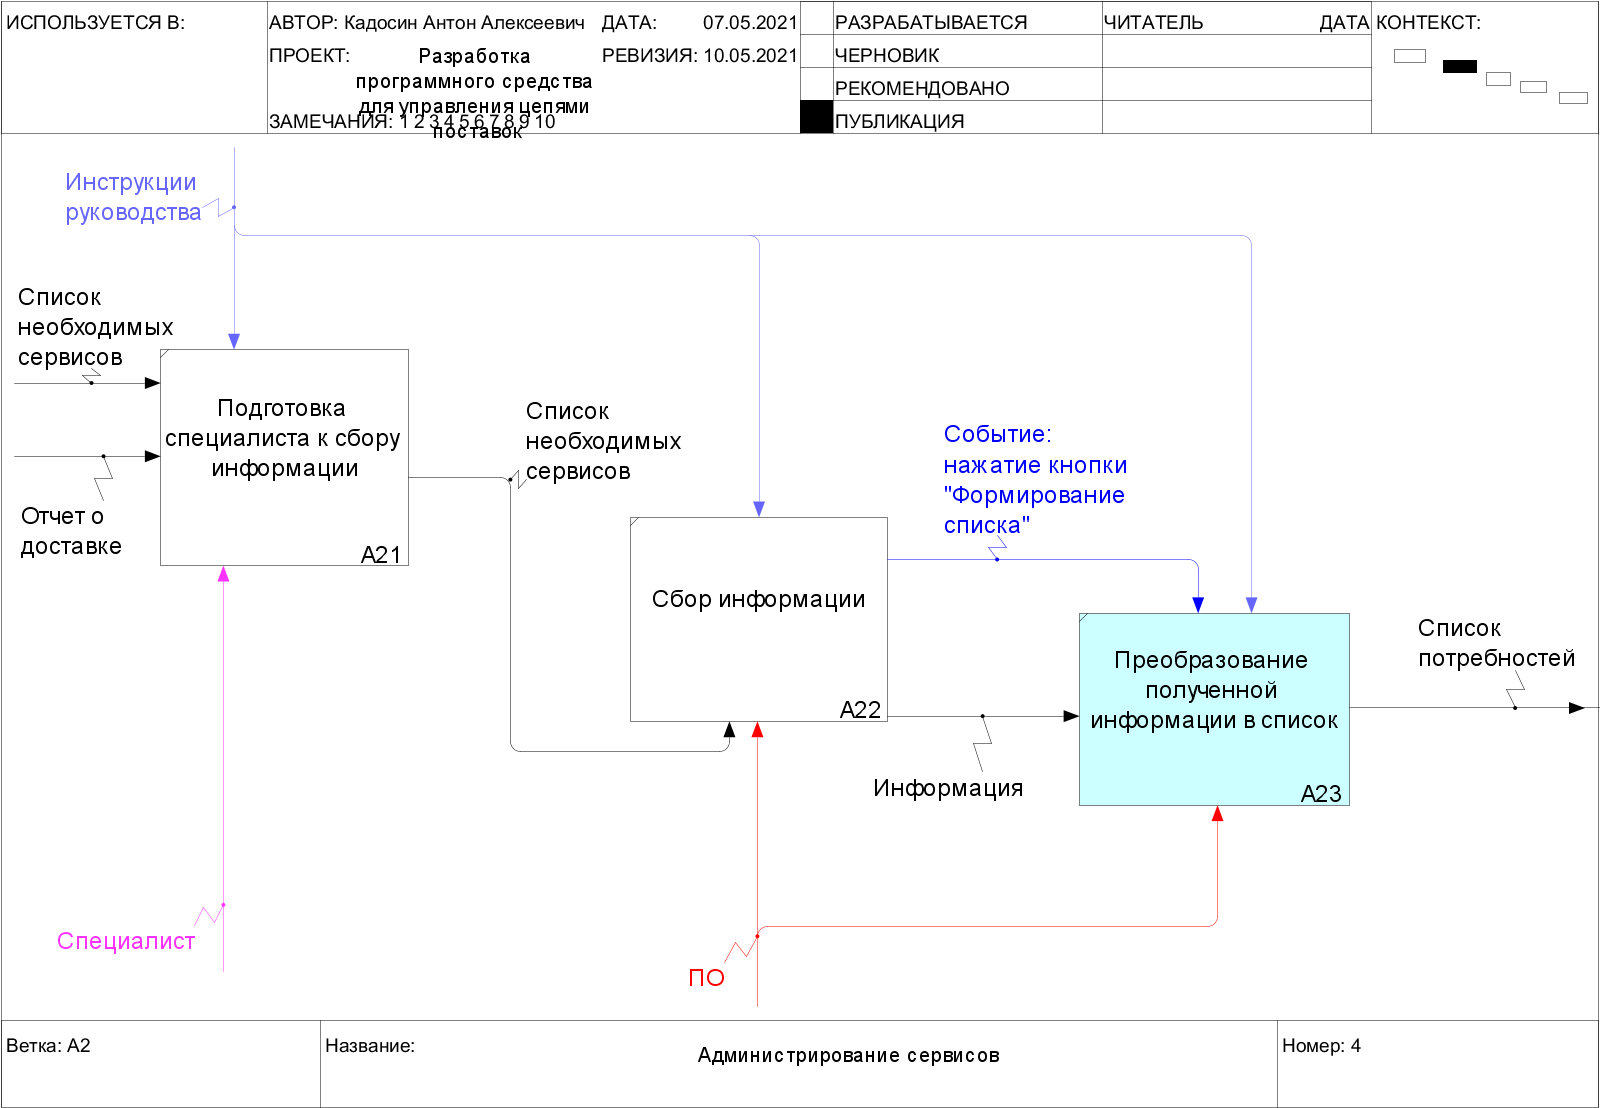 ИСПОЛЬЗУЕТСЯ В:
АВТОР: Кадосин Антон Алексеевич
ДАТА: 07.05.2021
РАЗРАБАТЫВАЕТСЯ
ЧИТАТЕЛЬ
ДАТА
КОНТЕКСТ:
ПРОЕКТ:
Разработка
программного средства
для управления цепями
поставок
РЕВИЗИЯ: 10.05.2021
ЧЕРНОВИК
РЕКОМЕНДОВАНО
ЗАМЕЧАНИЯ: 1 2 3 4 5 6 7 8 9 10
ПУБЛИКАЦИЯ
Инструкции
руководства
Список
необходимых
сервисов
Подготовка
специалиста к сбору
информации
A21
Отчет о
доставке
Список
необходимых
сервисов
Событие:
нажатие кнопки
"Формирование
списка"
Сбор информации
A22
Преобразование
полученной
информации в список
A23
Список
потребностей
Информация
Специалист
ПО
Ветка: A2
Название:
Администрирование сервисов
Номер: 4